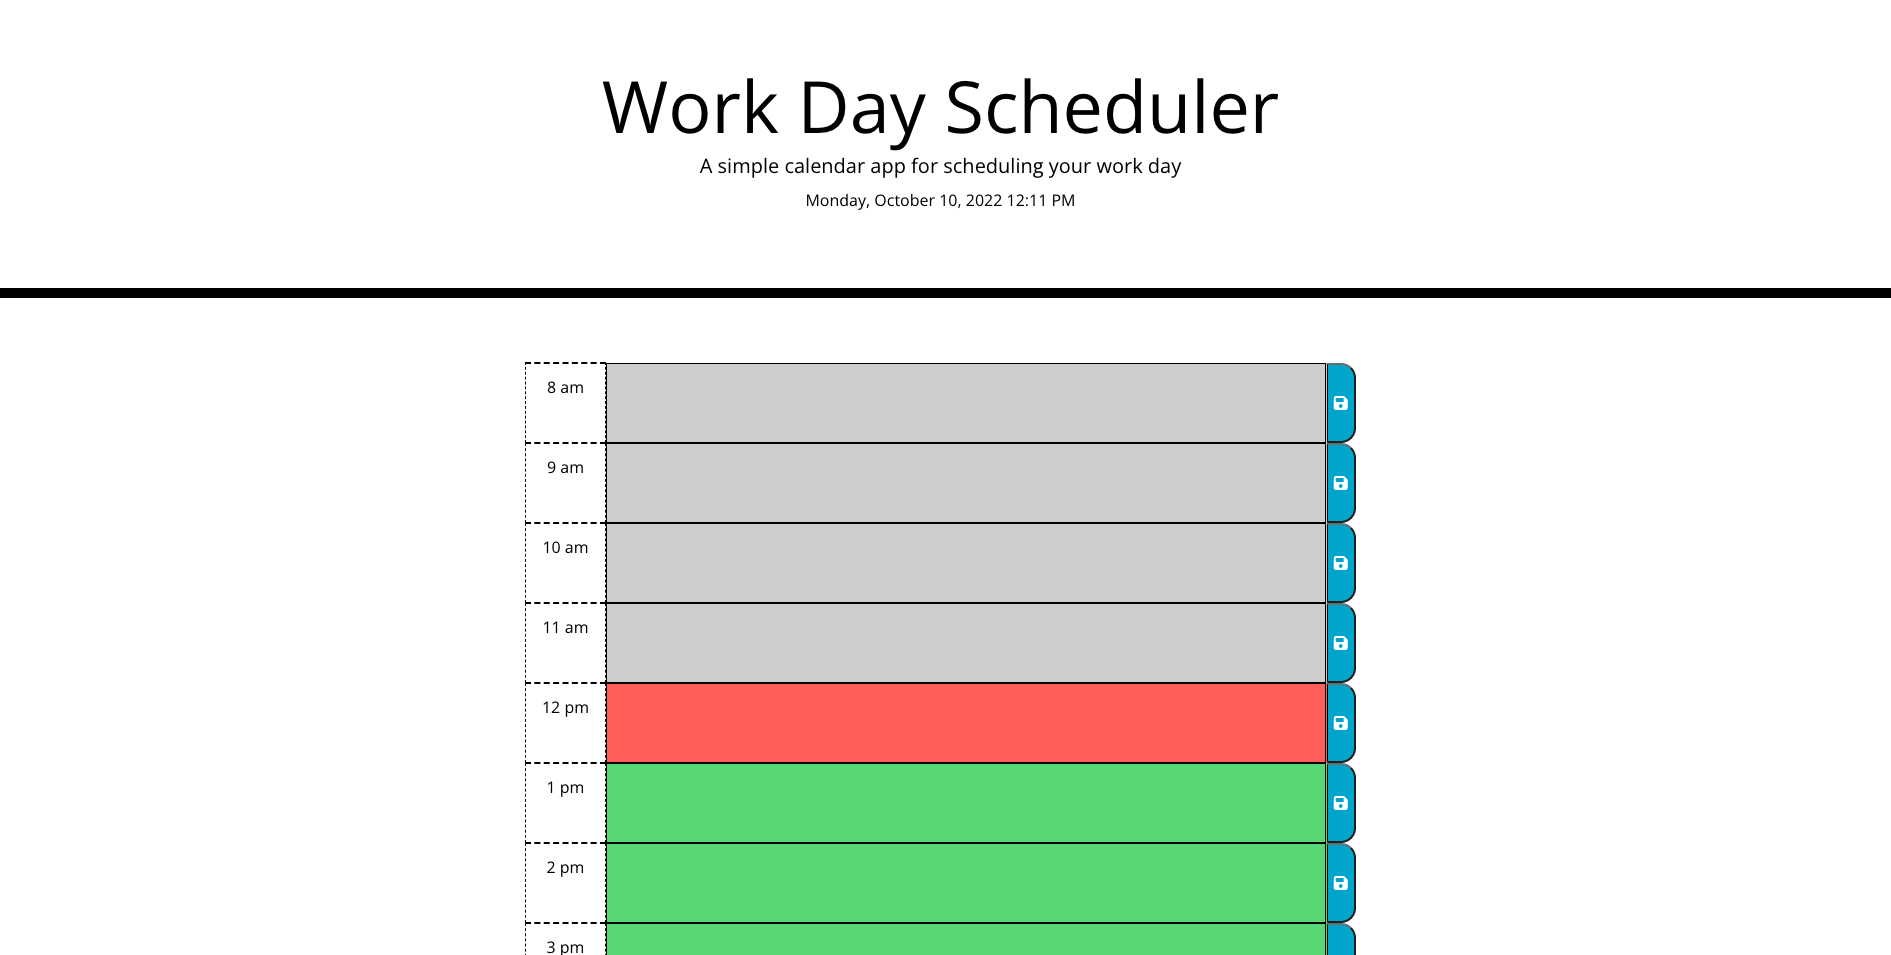 Work Day Scheduler
A simple calendar app for scheduling your work day
Monday, October 10, 2022 12:11 PM
8 am
9 am
10 am
11 am
12 pm
1 pm
2 pm
3 pm